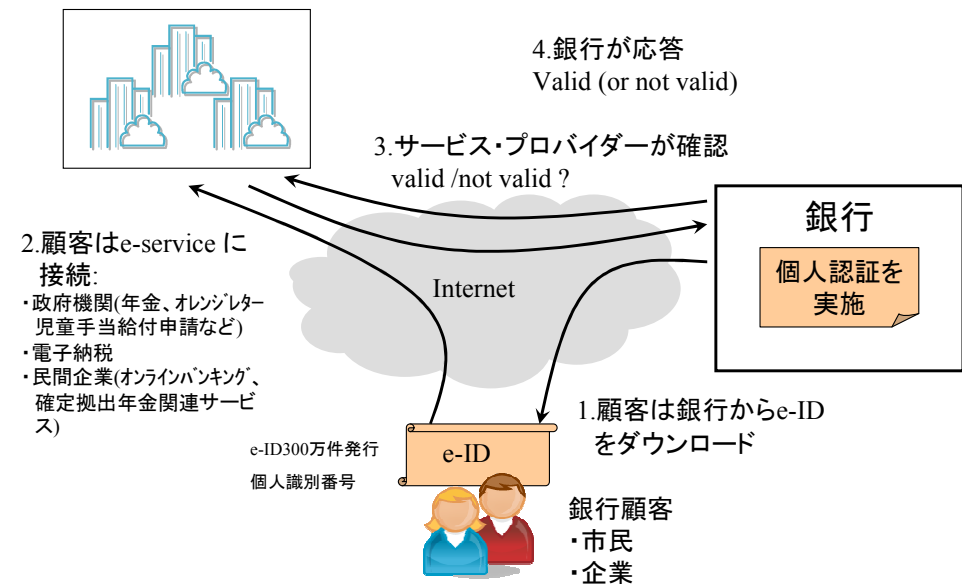 4.銀行が応答
Valid (or not valid)
3.サービス・プロバイダーが確認
valid /not valid ?
銀行
個人認証を
実施
2.顧客はe-service に
接続:
・政府機関(年金、オレンジレター
児童手当給付申請など)
・電子納税
・民間企業(オンラインバンキング、
確定拠出年金関連サービ
ス)
Internet
1.顧客は銀行からe-ID
をダウンロード
e-ID300万件発行
個人識別番号
e-ID
銀行顧客
・市民
・企業